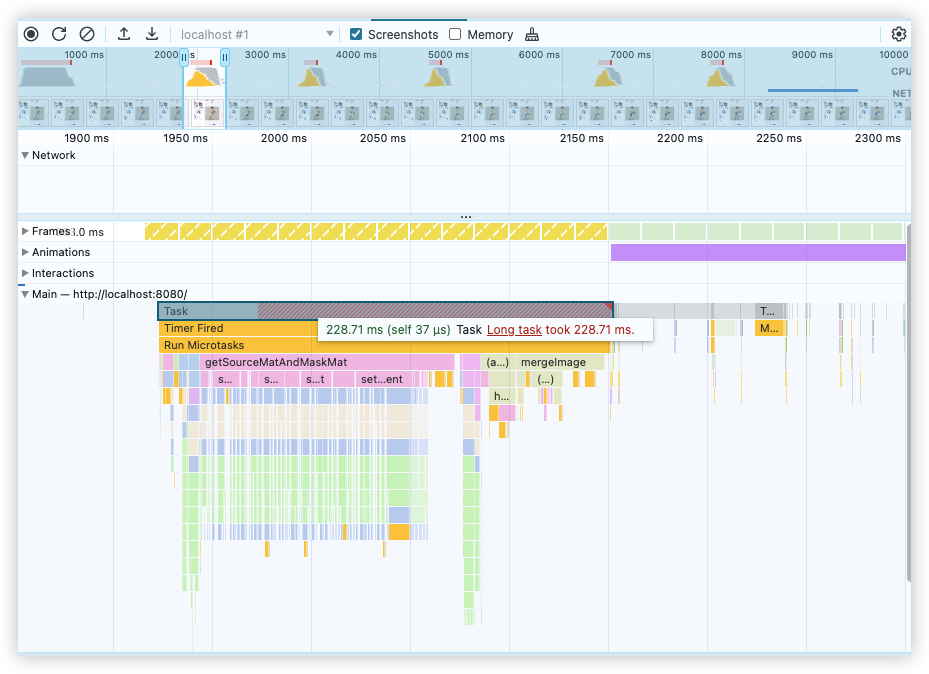 localhost #1 Screenshots Memory
1000 ms 2000 ms 3000 ms 4000 ms 5000 ms 6000 ms 7000 ms 8000 ms 10000
CPU
NET
1900 ms 1950 ms 2000 ms 2050 ms 2100 ms 2150 ms 2200 ms 2250 ms 2300 ms
Network
...
Frames 3.0 ms
Animations
Interactions
Main — http://localhost:8080/
Task T...
Timer Fired 228.71 ms (self 37 µs) Task Long task took 228.71 ms. M...
Run Microtasks
getSourceMatAndMaskMat (a...) mergeImage
s... s... s...t set...ent (...)
h...